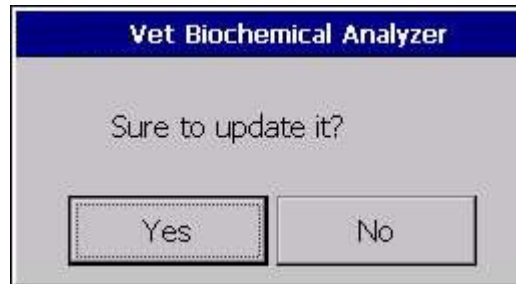 Vet Biochemical Analyzer
Sure to update it?
Yes No